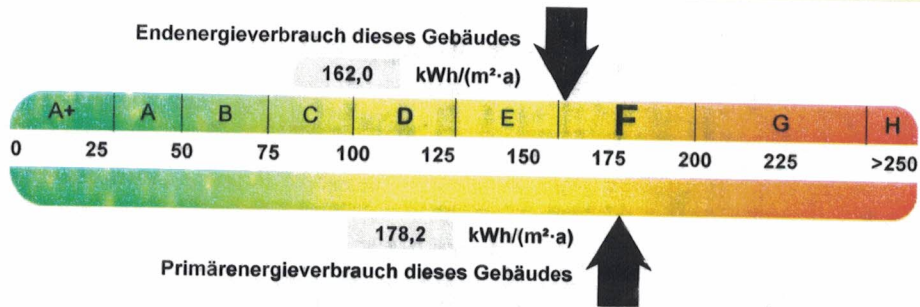 Endenergieverbrauch dieses Gebäudes
162,0 kWh/(m²·a)
A+ A B C D E F G H
0 25 50 75 100 125 150 175 200 225 >250
178,2 kWh/(m²·a)
Primärenergieverbrauch dieses Gebäudes